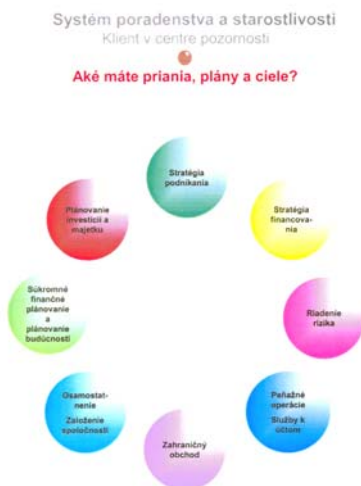 Systém poradenstva a starostlivosti
Klient v centre pozornosti
Aké máte priania, plány a ciele?
Stratégia
podnikania
Stratégia
financova-
nia
Riadenie
rizika
Peňažné
operácie
Služby k
účtom
Zahraničný
obchod
Osamostat-
nenie
Založenie
spoločnosti
Súkromné
finančné
plánovanie
a
plánovanie
budúcnosti
Plánovanie
investícií a
majetku